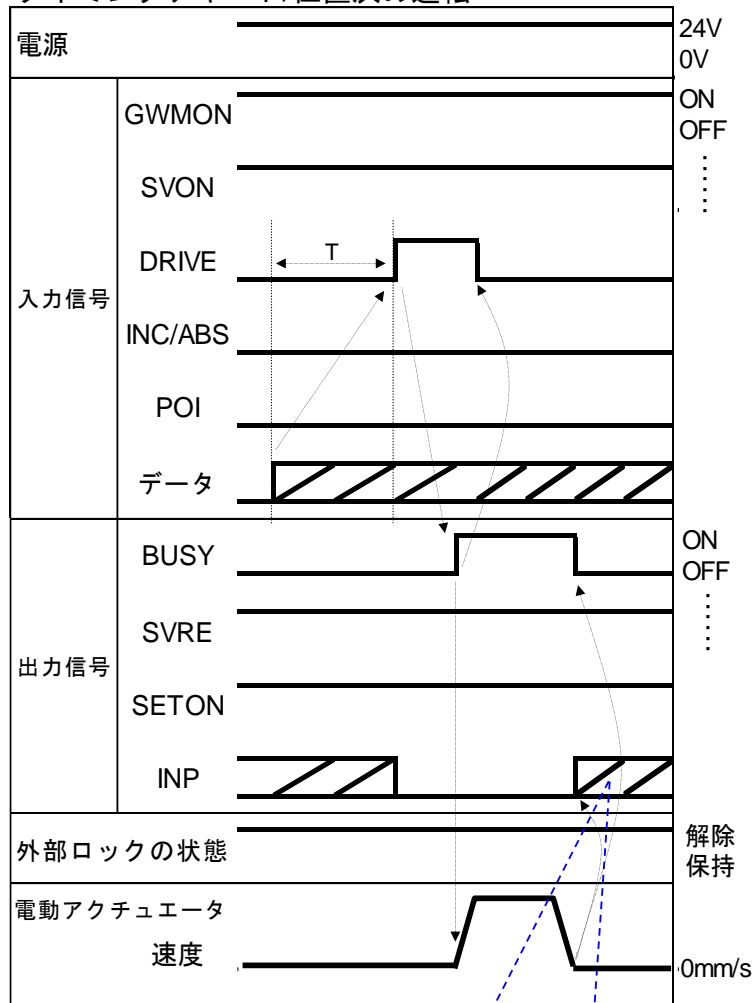 電源
24V
0V
入力信号
GWMON
ON
OFF
SVON
DRIVE
T
INC/ABS
POI
データ
出力信号
BUSY
ON
OFF
SVRE
SETON
INP
外部ロックの状態
解除
保持
電動アクチュエータ
速度
0mm/s